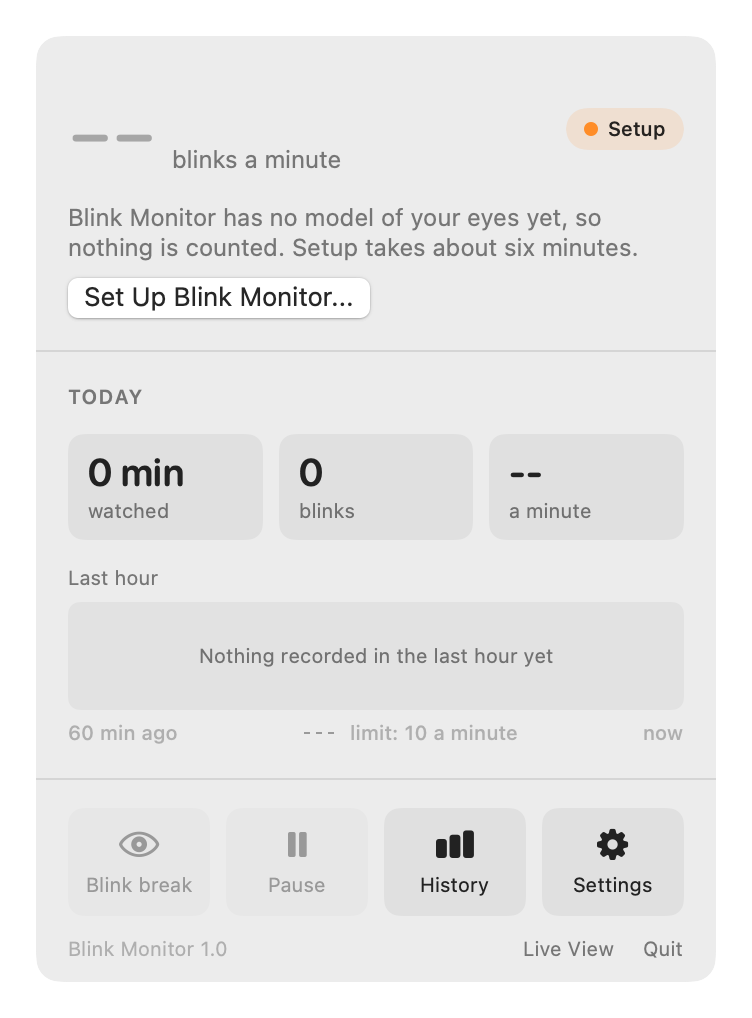 -- blinks a minute
Setup
Blink Monitor has no model of your eyes yet, so
nothing is counted. Setup takes about six minutes.
Set Up Blink Monitor...
TODAY
0 min
watched
0
blinks
--
a minute
Last hour
Nothing recorded in the last hour yet
60 min ago
--- limit: 10 a minute
now
Blink break
Pause
History
Settings
Blink Monitor 1.0
Live View
Quit